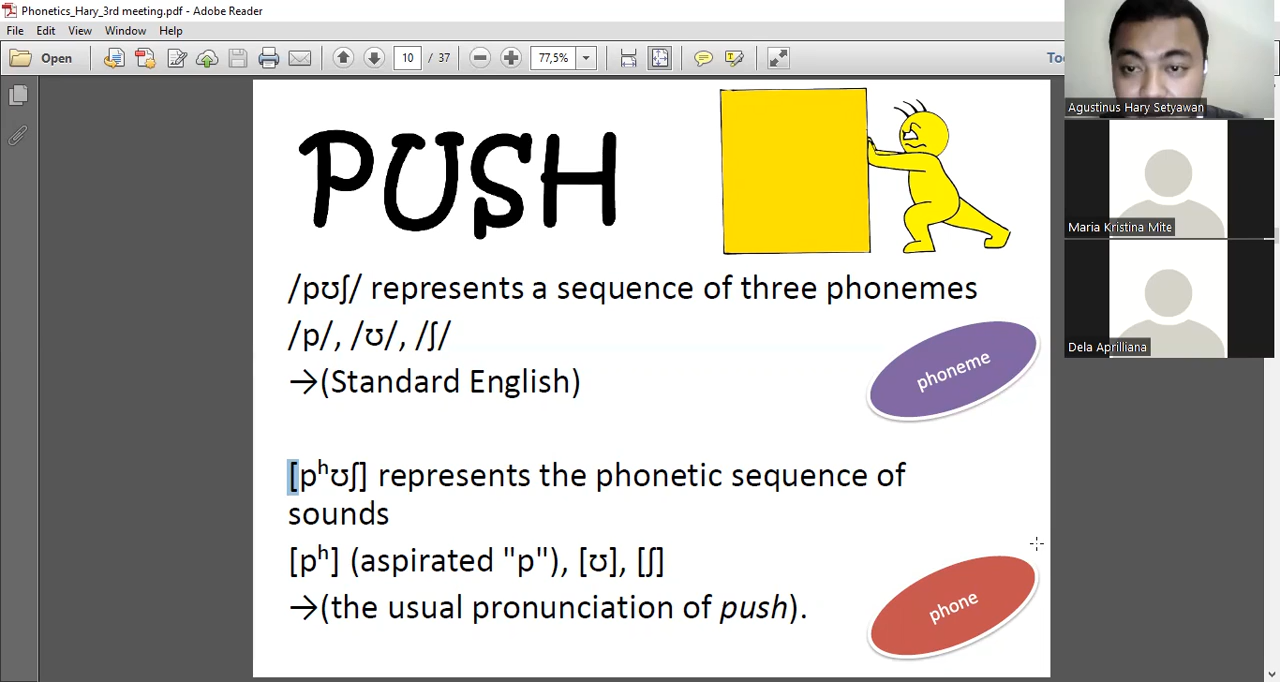 Phonetics_Hary_3rd meeting.pdf - Adobe Reader
File Edit View Window Help
Open 10 / 37 77,5%
Agustinus Hary Setyawan
Maria Kristina Mite
Dela Aprilliana
PUSH
/pʊʃ/ represents a sequence of three phonemes
/p/, /ʊ/, /ʃ/
→(Standard English)
phoneme
[pʰʊʃ] represents the phonetic sequence of
sounds
[pʰ] (aspirated "p"), [ʊ], [ʃ]
→(the usual pronunciation of push).
phone